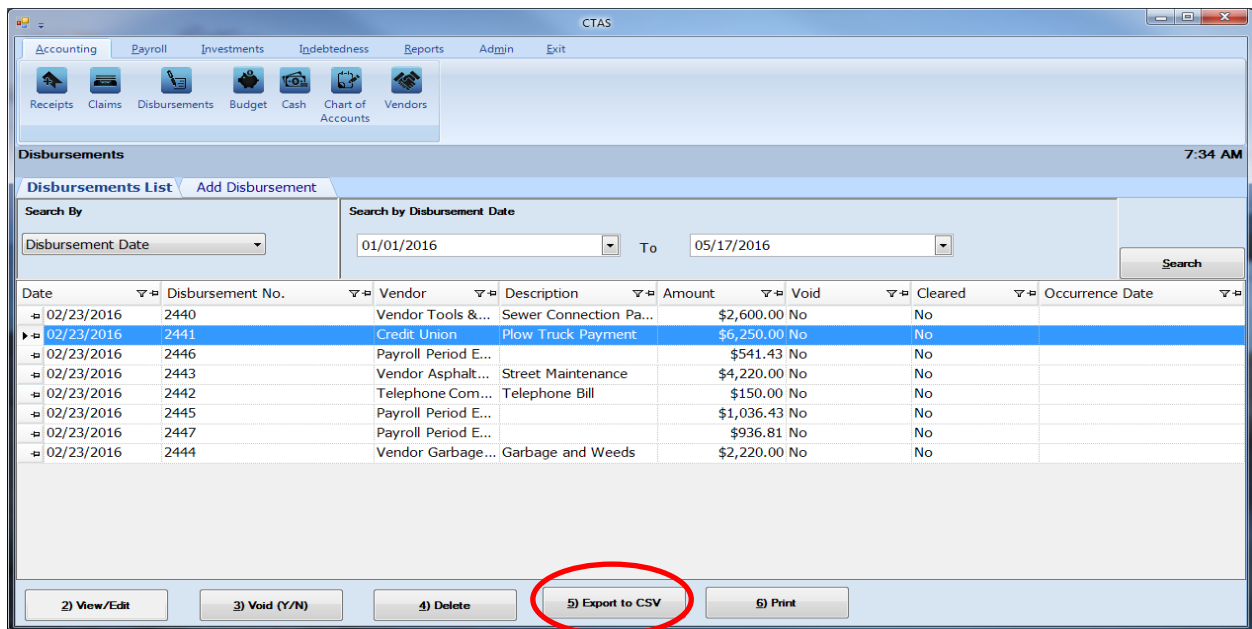 CTAS
Accounting Payroll Investments Indebtedness Reports Admin Exit
Receipts Claims Disbursements Budget Cash Chart of Accounts Vendors
Disbursements 7:34 AM
Disbursements List Add Disbursement
Search By Search by Disbursement Date
Disbursement Date 01/01/2016 To 05/17/2016
Search
Date Disbursement No. Vendor Description Amount Void Cleared Occurrence Date
02/23/2016 2440 Vendor Tools &... Sewer Connection Pa... $2,600.00 No No
02/23/2016 2441 Credit Union Plow Truck Payment $6,250.00 No No
02/23/2016 2446 Payroll Period E... $541.43 No No
02/23/2016 2443 Vendor Asphalt... Street Maintenance $4,220.00 No No
02/23/2016 2442 Telephone Com... Telephone Bill $150.00 No No
02/23/2016 2445 Payroll Period E... $1,036.43 No No
02/23/2016 2447 Payroll Period E... $936.81 No No
02/23/2016 2444 Vendor Garbage... Garbage and Weeds $2,220.00 No No
2) View/Edit 3) Void (Y/N) 4) Delete 5) Export to CSV 6) Print